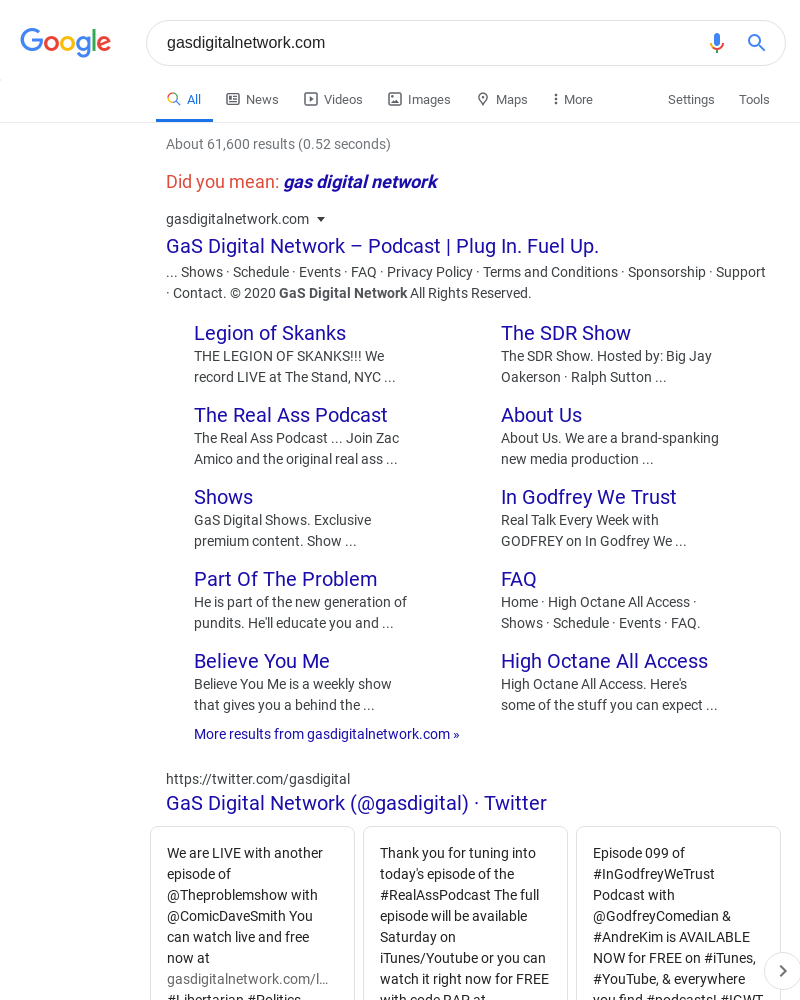 Google
gasdigitalnetwork.com
All News Videos Images Maps More Settings Tools
About 61,600 results (0.52 seconds)
Did you mean: gas digital network
gasdigitalnetwork.com
GaS Digital Network – Podcast | Plug In. Fuel Up.
... Shows · Schedule · Events · FAQ · Privacy Policy · Terms and Conditions · Sponsorship · Support
· Contact. © 2020 GaS Digital Network All Rights Reserved.
Legion of Skanks
THE LEGION OF SKANKS!!! We
record LIVE at The Stand, NYC ...
The SDR Show
The SDR Show. Hosted by: Big Jay
Oakerson · Ralph Sutton ...
The Real Ass Podcast
The Real Ass Podcast ... Join Zac
Amico and the original real ass ...
About Us
About Us. We are a brand-spanking
new media production ...
Shows
GaS Digital Shows. Exclusive
premium content. Show ...
In Godfrey We Trust
Real Talk Every Week with
GODFREY on In Godfrey We ...
Part Of The Problem
He is part of the new generation of
pundits. He'll educate you and ...
FAQ
Home · High Octane All Access ·
Shows · Schedule · Events · FAQ.
Believe You Me
Believe You Me is a weekly show
that gives you a behind the ...
High Octane All Access
High Octane All Access. Here's
some of the stuff you can expect ...
More results from gasdigitalnetwork.com »
https://twitter.com/gasdigital
GaS Digital Network (@gasdigital) · Twitter
We are LIVE with another
episode of
@Theproblemshow with
@ComicDaveSmith You
can watch live and free
now at
gasdigitalnetwork.com/l...
#Libertarian #Politics
Thank you for tuning into
today's episode of the
#RealAssPodcast The full
episode will be available
Saturday on
iTunes/Youtube or you can
watch it right now for FREE
with code RAP at
Episode 099 of
#InGodfreyWeTrust
Podcast with
@GodfreyComedian &
#AndreKim is AVAILABLE
NOW for FREE on #iTunes,
#YouTube, & everywhere
you find #podcasts! #IGWT